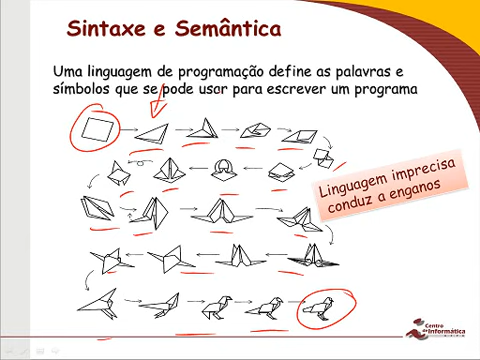 Sintaxe e Semântica
Uma linguagem de programação define as palavras e
símbolos que se pode usar para escrever um programa
Linguagem imprecisa
conduz a enganos
Centro
de Informática